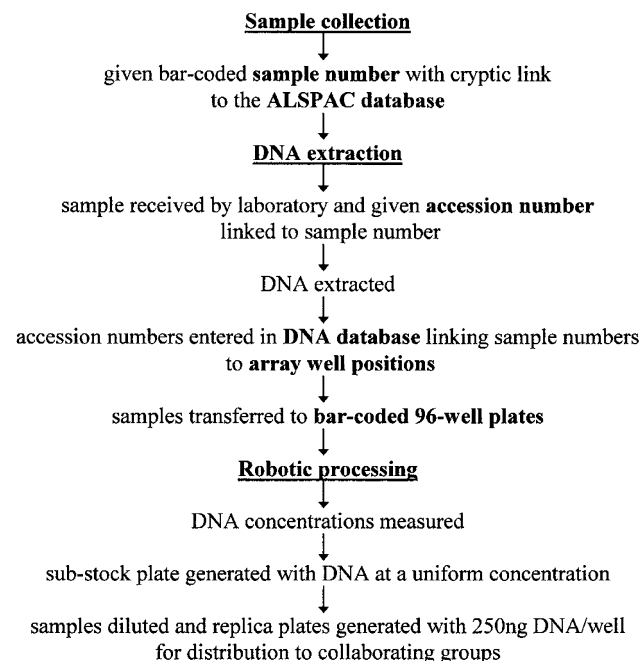 Sample collection
given bar-coded sample number with cryptic link
to the ALSPAC database
DNA extraction
sample received by laboratory and given accession number
linked to sample number
DNA extracted
accession numbers entered in DNA database linking sample numbers
to array well positions
samples transferred to bar-coded 96-well plates
Robotic processing
DNA concentrations measured
sub-stock plate generated with DNA at a uniform concentration
samples diluted and replica plates generated with 250ng DNA/well
for distribution to collaborating groups